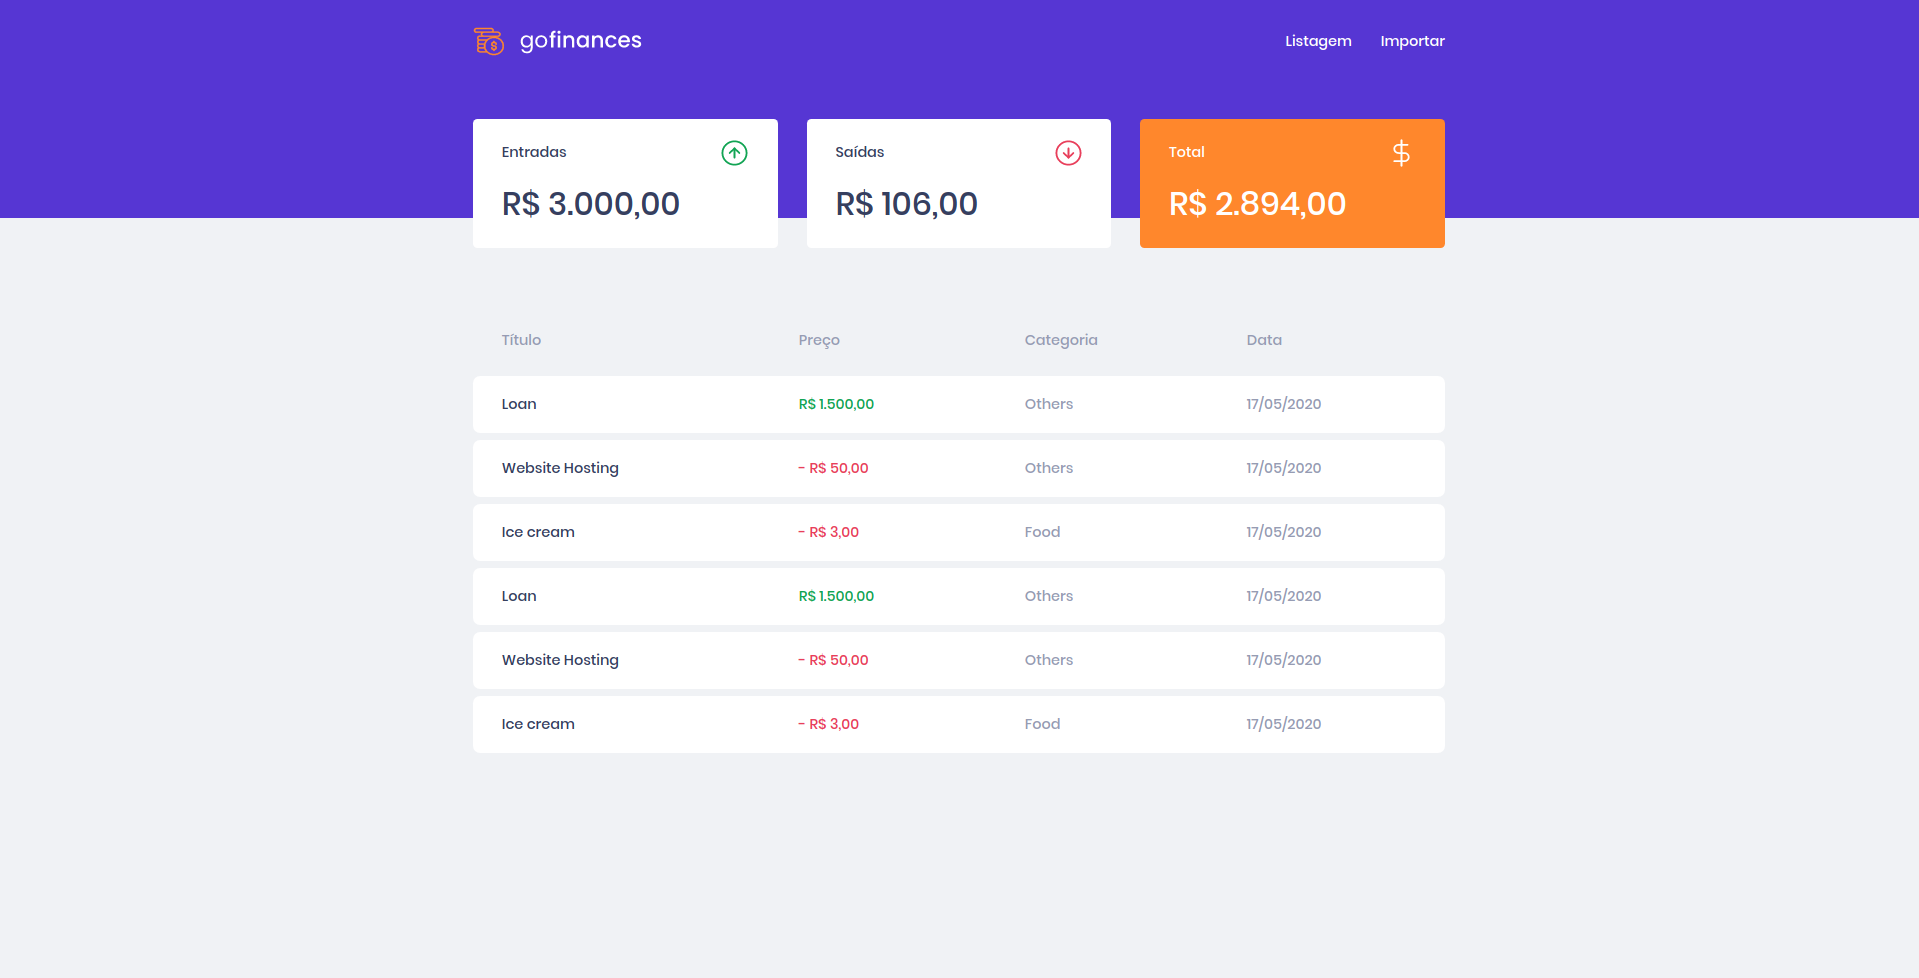 gofinances
Listagem Importar
Entradas
R$ 3.000,00
Saídas
R$ 106,00
Total
R$ 2.894,00
Título Preço Categoria Data
Loan R$ 1.500,00 Others 17/05/2020
Website Hosting - R$ 50,00 Others 17/05/2020
Ice cream - R$ 3,00 Food 17/05/2020
Loan R$ 1.500,00 Others 17/05/2020
Website Hosting - R$ 50,00 Others 17/05/2020
Ice cream - R$ 3,00 Food 17/05/2020